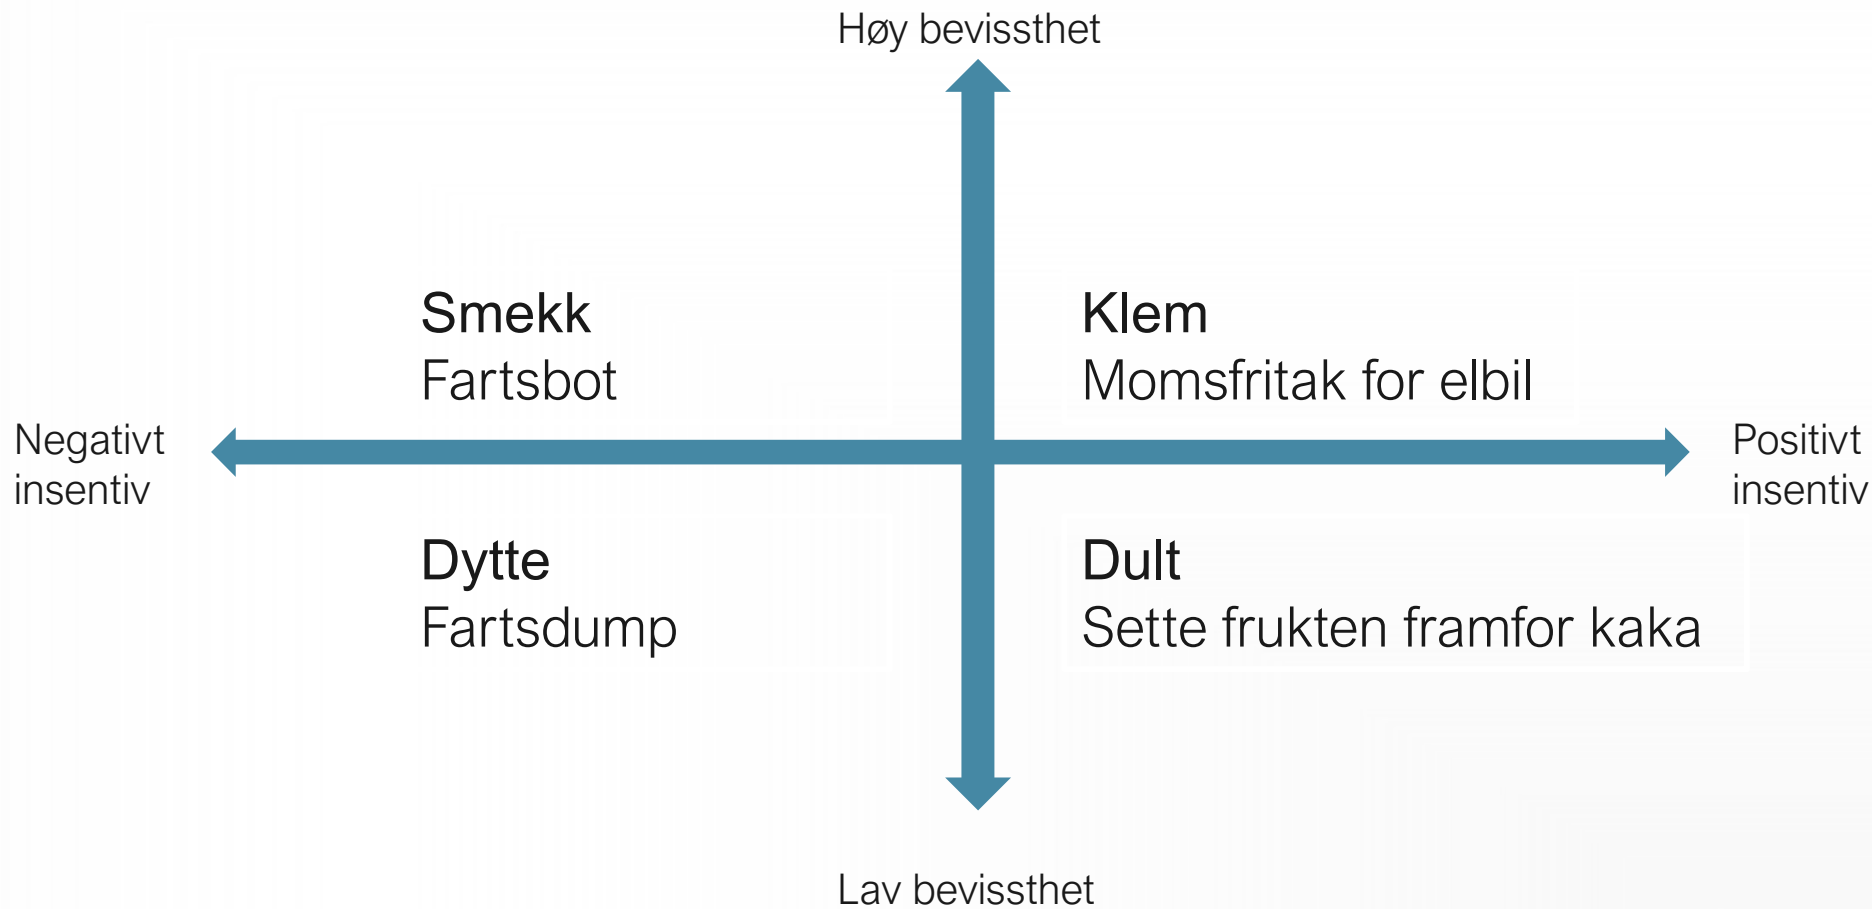 Høy bevissthet
Smekk
Fartsbot
Klem
Momsfritak for elbil
Negativt
insentiv
Positivt
insentiv
Dytte
Fartsdump
Dult
Sette frukten framfor kaka
Lav bevissthet